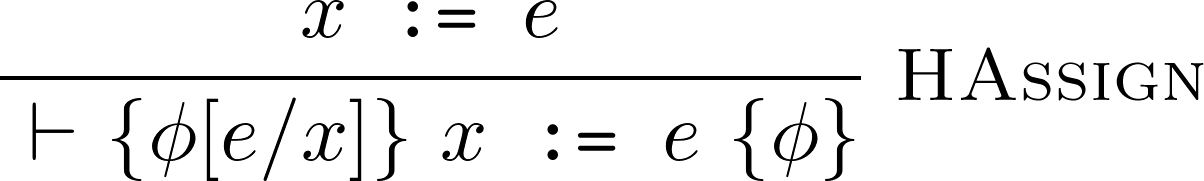 x := e
⊢ {ϕ[e/x]} x := e {ϕ} HAssign